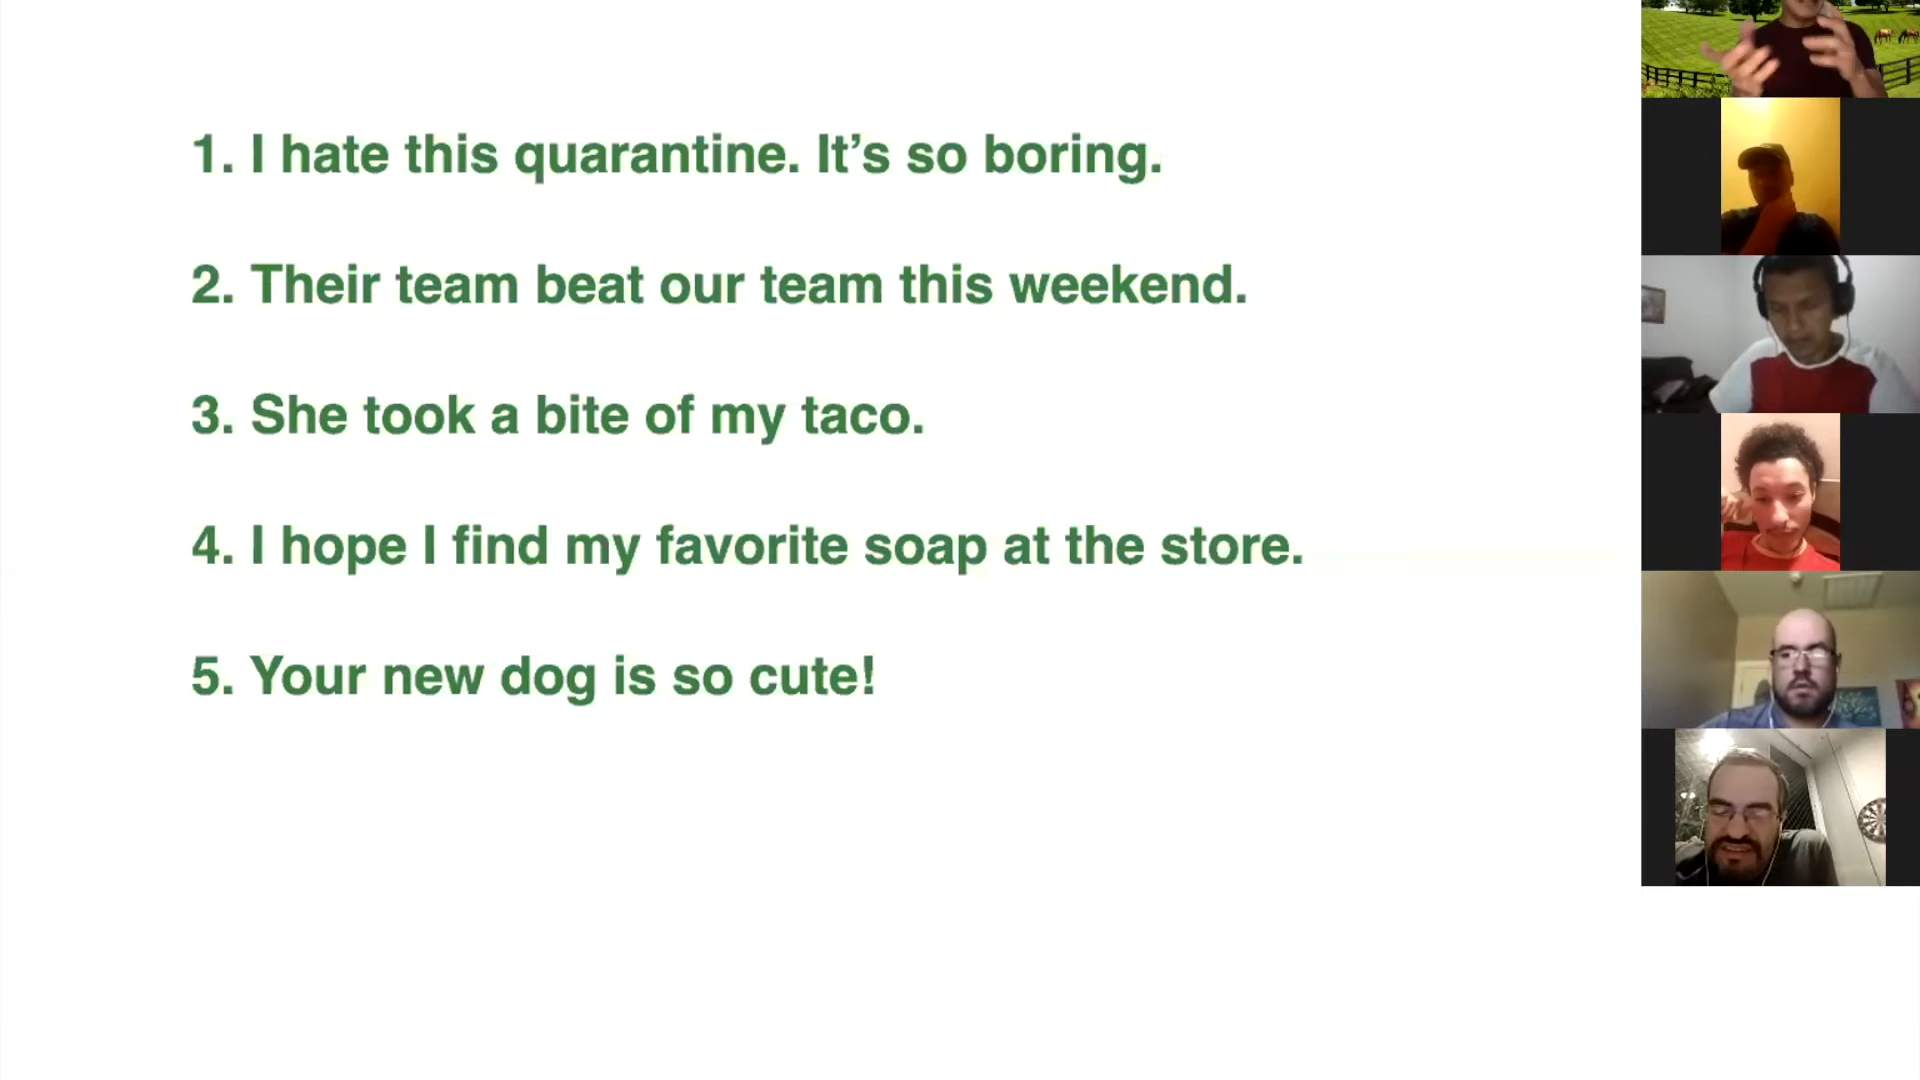 1. I hate this quarantine. It’s so boring.
2. Their team beat our team this weekend.
3. She took a bite of my taco.
4. I hope I find my favorite soap at the store.
5. Your new dog is so cute!